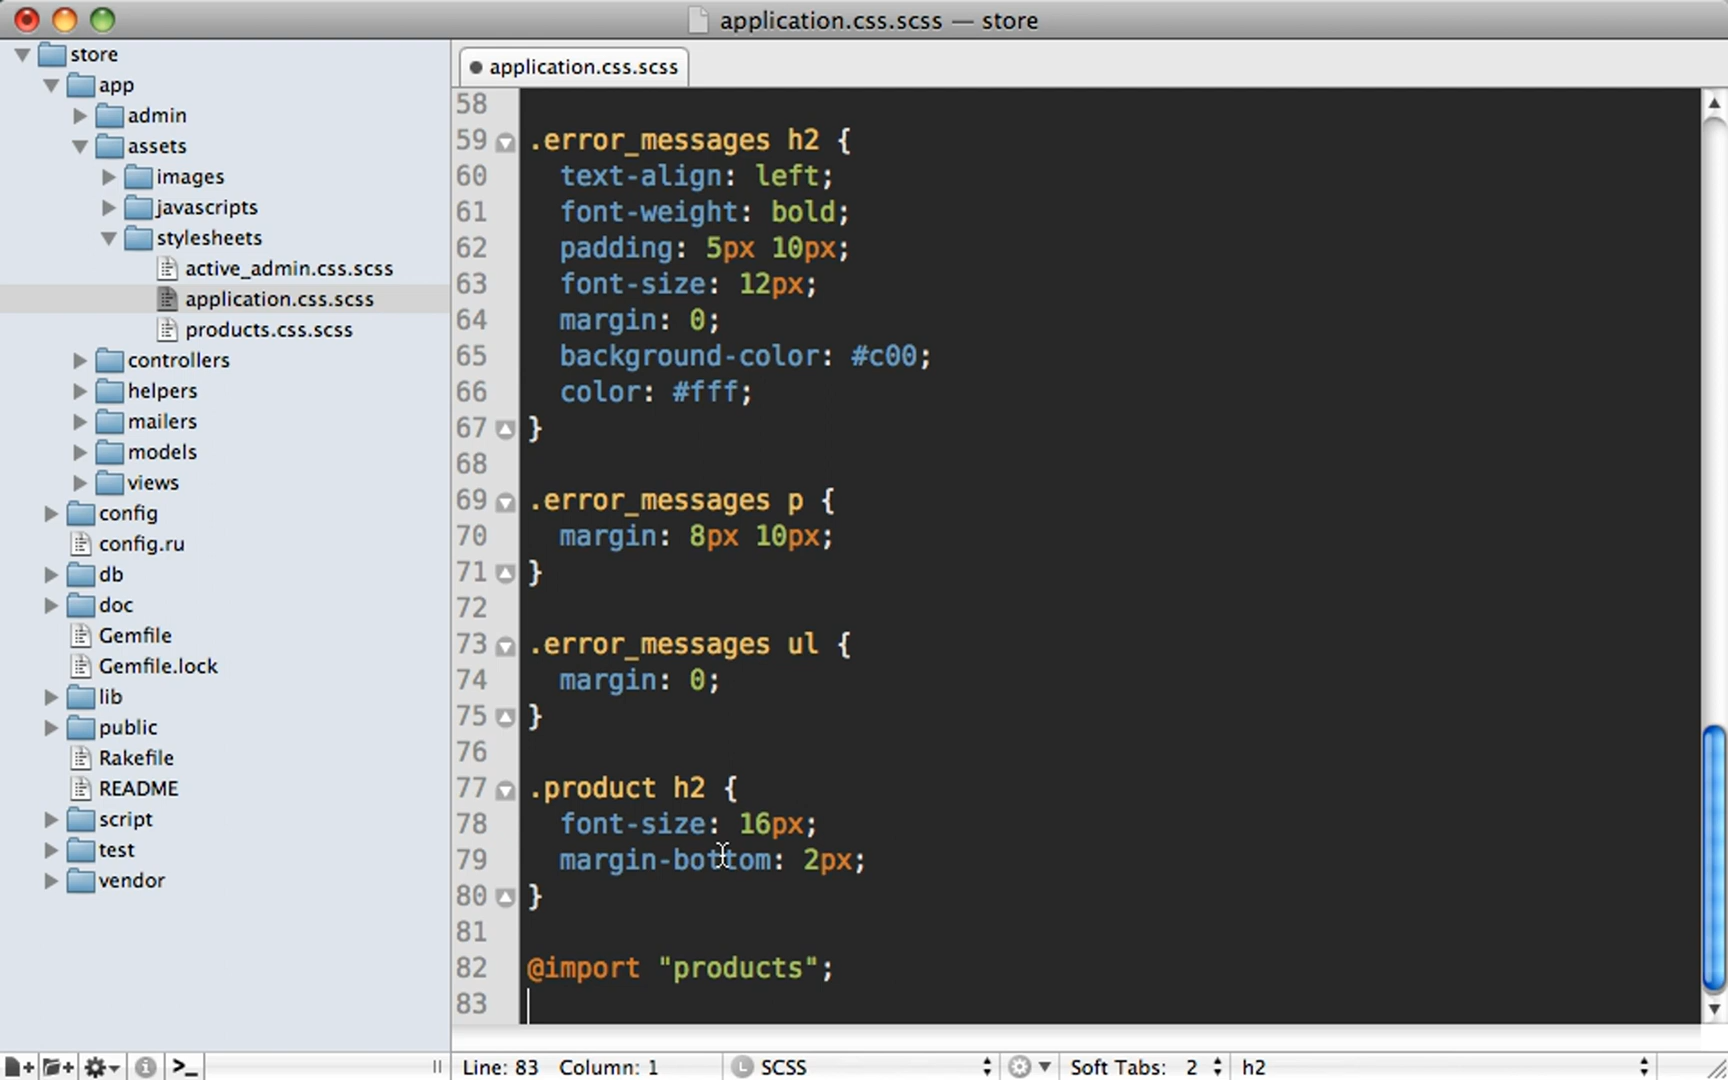 application.css.scss — store
store
app
admin
assets
images
javascripts
stylesheets
active_admin.css.scss
application.css.scss
products.css.scss
controllers
helpers
mailers
models
views
config
config.ru
db
doc
Gemfile
Gemfile.lock
lib
public
Rakefile
README
script
test
vendor
application.css.scss
58
59 .error_messages h2 {
60 text-align: left;
61 font-weight: bold;
62 padding: 5px 10px;
63 font-size: 12px;
64 margin: 0;
65 background-color: #c00;
66 color: #fff;
67 }
68
69 .error_messages p {
70 margin: 8px 10px;
71 }
72
73 .error_messages ul {
74 margin: 0;
75 }
76
77 .product h2 {
78 font-size: 16px;
79 margin-bottom: 2px;
80 }
81
82 @import "products";
83
Line: 83 Column: 1 L SCSS Soft Tabs: 2 h2